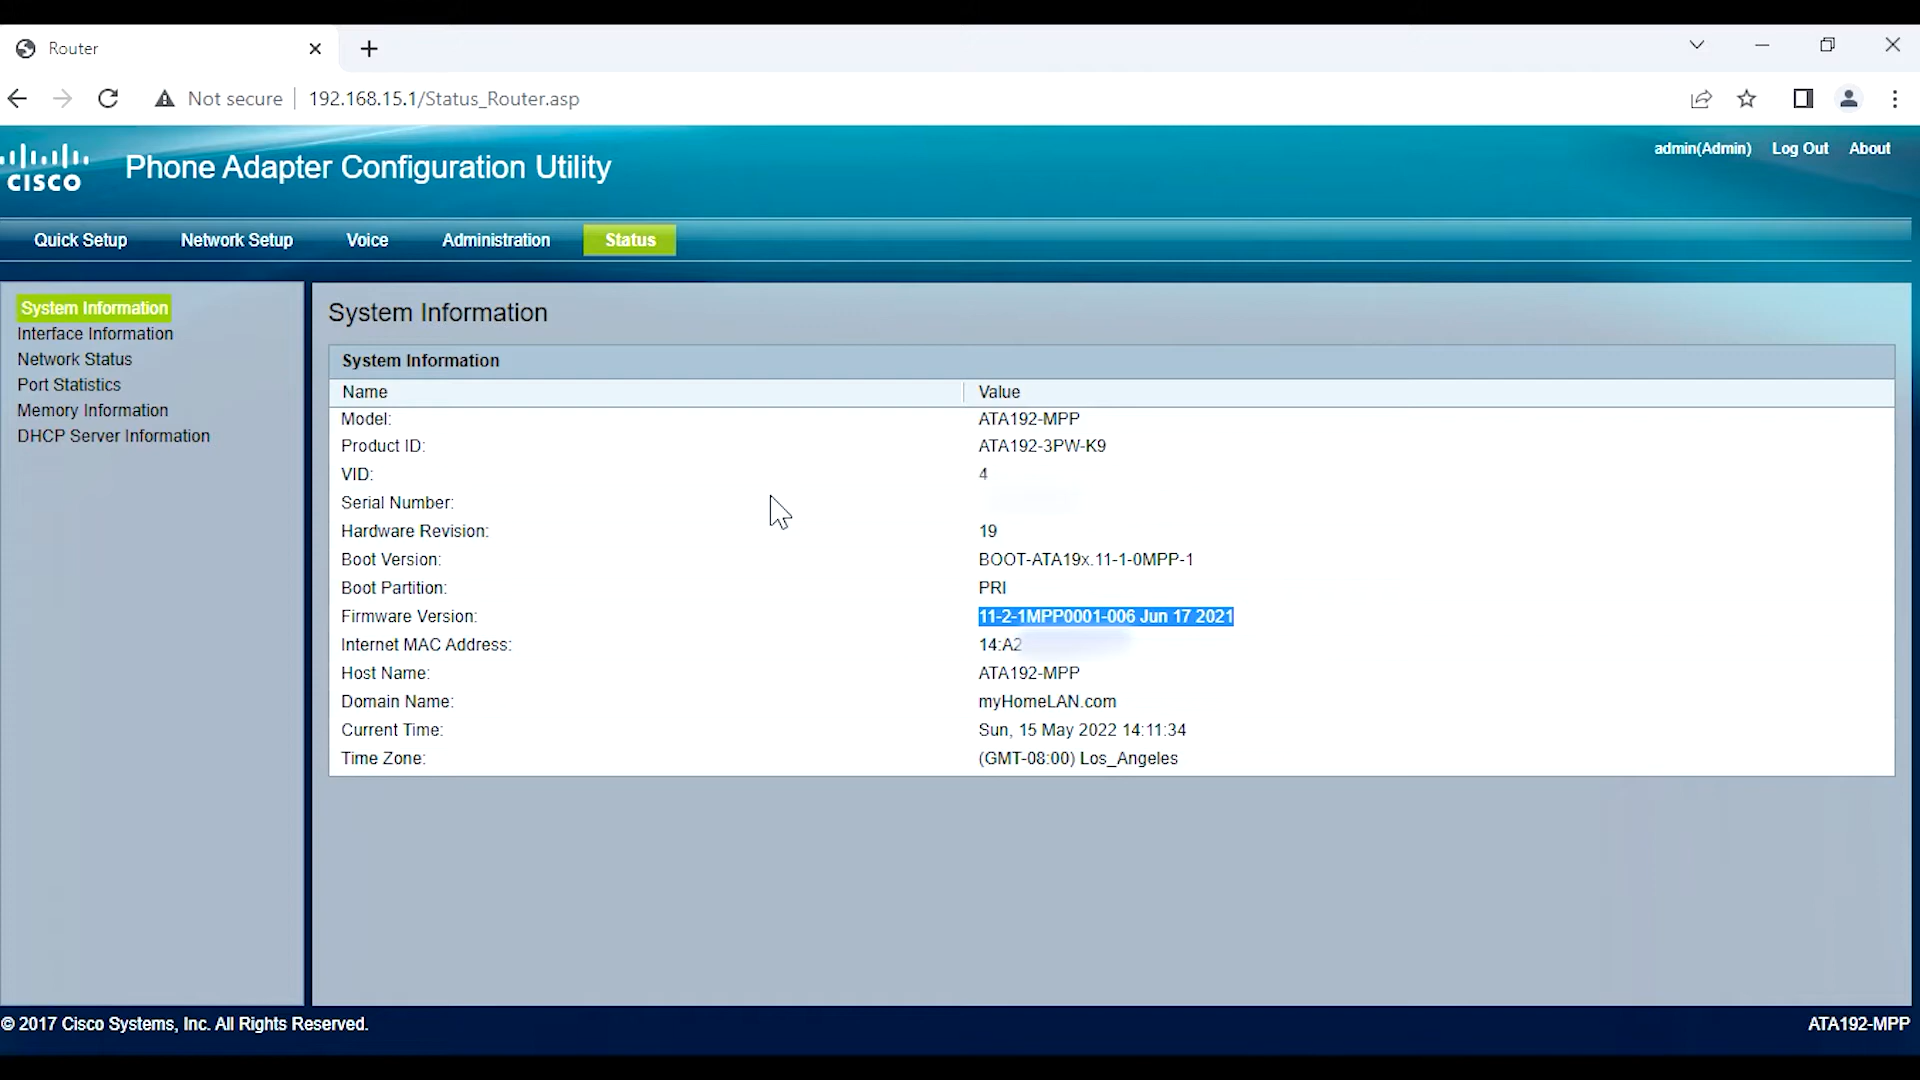 Router
Not secure
192.168.15.1/Status_Router.asp
CISCO
Phone Adapter Configuration Utility
admin(Admin) Log Out About
Quick Setup Network Setup Voice Administration Status
System Information
Interface Information
Network Status
Port Statistics
Memory Information
DHCP Server Information
System Information
System Information
Name Value
Model: ATA192-MPP
Product ID: ATA192-3PW-K9
VID: 4
Serial Number:
Hardware Revision: 19
Boot Version: BOOT-ATA19x.11-1-0MPP-1
Boot Partition: PRI
Firmware Version: 11-2-1MPP0001-006 Jun 17 2021
Internet MAC Address: 14:A2
Host Name: ATA192-MPP
Domain Name: myHomeLAN.com
Current Time: Sun, 15 May 2022 14:11:34
Time Zone: (GMT-08:00) Los_Angeles
© 2017 Cisco Systems, Inc. All Rights Reserved.
ATA192-MPP